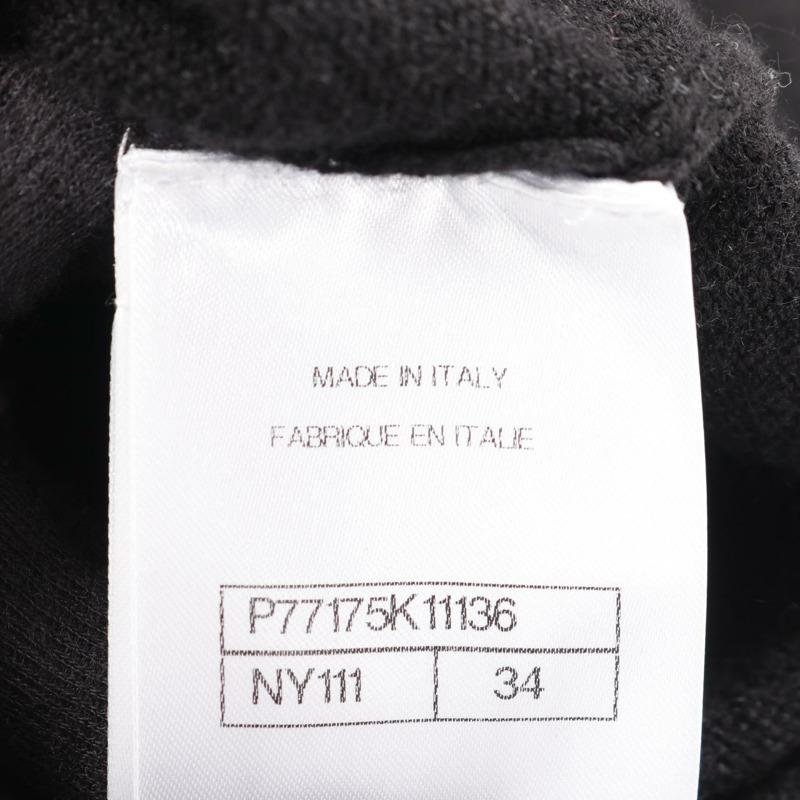 MADE IN ITALY
FABRIQUE EN ITALIE
P77175K11136
NY111 34